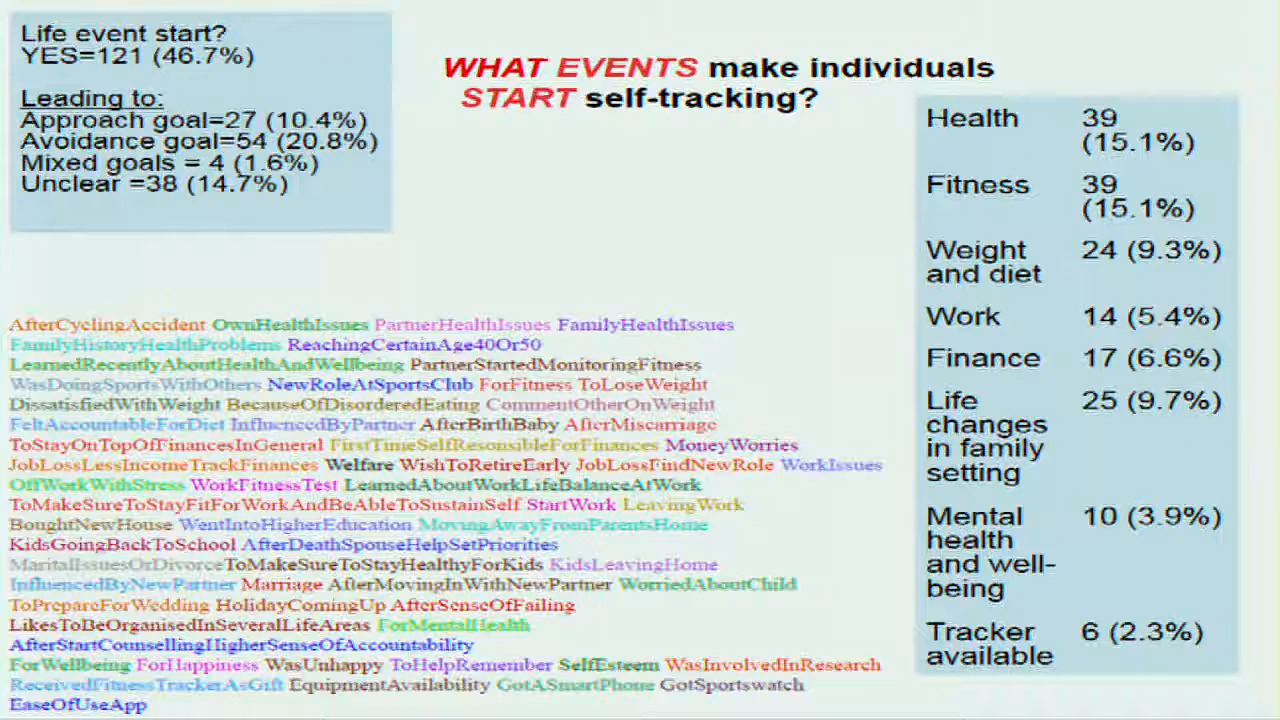 Life event start?
YES=121 (46.7%)
Leading to:
Approach goal=27 (10.4%)
Avoidance goal=54 (20.8%)
Mixed goals = 4 (1.6%)
Unclear =38 (14.7%)
WHAT EVENTS make individuals
START self-tracking?
Health 39
(15.1%)
Fitness 39
(15.1%)
Weight 24 (9.3%)
and diet
Work 14 (5.4%)
Finance 17 (6.6%)
Life 25 (9.7%)
changes
in family
setting
Mental 10 (3.9%)
health
and well-
being
Tracker 6 (2.3%)
available
AfterCyclingAccident OwnHealthIssues PartnerHealthIssues FamilyHealthIssues
FamilyHistoryHealthProblems ReachingCertainAge40Or50
LearnedRecentlyAboutHealthAndWellbeing PartnerStartedMonitoringFitness
WasDoingSportsWithOthers NewRoleAtSportsClub ForFitness ToLoseWeight
DissatisfiedWithWeight BecauseOfDisorderedEating CommentOtherOnWeight
FeltAccountableForDiet InfluencedByPartner AfterBirthBaby AfterMiscarriage
ToStayOnTopOfFinancesInGeneral FirstTimeSelfResonsibleForFinances MoneyWorries
JobLossLessIncomeTrackFinances Welfare WishToRetireEarly JobLossFindNewRole WorkIssues
OffWorkWithStress WorkFitnessTest LearnedAboutWorkLifeBalanceAtWork
ToMakeSureToStayFitForWorkAndBeAbleToSustainSelf StartWork LeavingWork
BoughtNewHouse WentIntoHigherEducation MovingAwayFromParentsHome
KidsGoingBackToSchool AfterDeathSpouseHelpSetPriorities
MaritalIssuesOrDivorceToMakeSureToStayHealthyForKids KidsLeavingHome
InfluencedByNewPartner Marriage AfterMovingInWithNewPartner WorriedAboutChild
ToPrepareForWedding HolidayComingUp AfterSenseOfFailing
LikesToBeOrganisedInSeveralLifeAreas ForMentalHealth
AfterStartCounsellingHigherSenseOfAccountability
ForWellbeing ForHappiness WasUnhappy ToHelpRemember SelfEsteem WasInvolvedInResearch
ReceivedFitnessTrackerAsGift EquipmentAvailability GotASmartPhone GotSportswatch
EaseOfUseApp